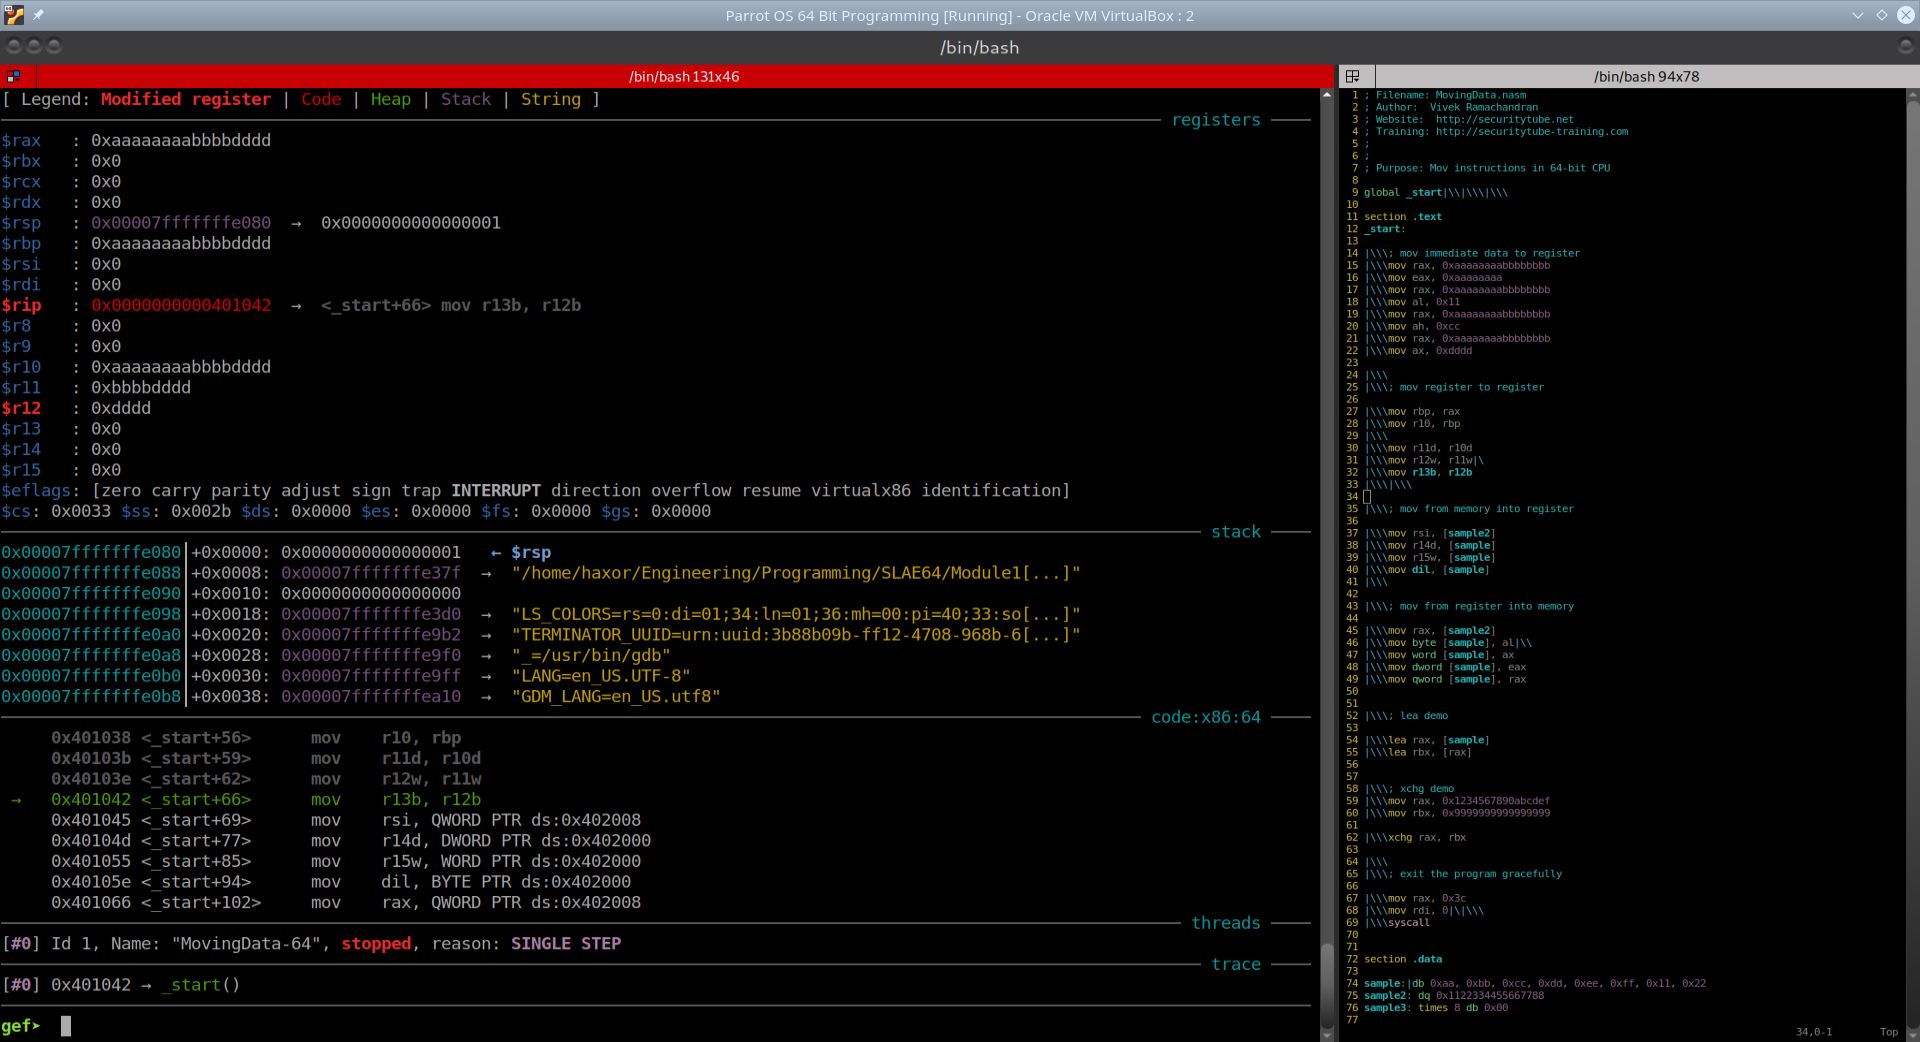 Parrot OS 64 Bit Programming [Running] - Oracle VM VirtualBox : 2
/bin/bash
/bin/bash 131x46
[ Legend: Modified register | Code | Heap | Stack | String ]
registers
$rax   : 0xaaaaaaaabbbbdddd
$rbx   : 0x0
$rcx   : 0x0
$rdx   : 0x0
$rsp   : 0x00007fffffffe080  →  0x0000000000000001
$rbp   : 0xaaaaaaaabbbbdddd
$rsi   : 0x0
$rdi   : 0x0
$rip   : 0x0000000000401042  →  <_start+66> mov r13b, r12b
$r8    : 0x0
$r9    : 0x0
$r10   : 0xaaaaaaaabbbbdddd
$r11   : 0xbbbbdddd
$r12   : 0xdddd
$r13   : 0x0
$r14   : 0x0
$r15   : 0x0
$eflags: [zero carry parity adjust sign trap INTERRUPT direction overflow resume virtualx86 identification]
$cs: 0x0033 $ss: 0x002b $ds: 0x0000 $es: 0x0000 $fs: 0x0000 $gs: 0x0000
stack
0x00007fffffffe080│+0x0000: 0x0000000000000001   ← $rsp
0x00007fffffffe088│+0x0008: 0x00007fffffffe37f  →  "/home/haxor/Engineering/Programming/SLAE64/Module1[...]"
0x00007fffffffe090│+0x0010: 0x0000000000000000
0x00007fffffffe098│+0x0018: 0x00007fffffffe3d0  →  "LS_COLORS=rs=0:di=01;34:ln=01;36:mh=00:pi=40;33:so[...]"
0x00007fffffffe0a0│+0x0020: 0x00007fffffffe9b2  →  "TERMINATOR_UUID=urn:uuid:3b88b09b-ff12-4708-968b-6[...]"
0x00007fffffffe0a8│+0x0028: 0x00007fffffffe9f0  →  "_=/usr/bin/gdb"
0x00007fffffffe0b0│+0x0030: 0x00007fffffffe9ff  →  "LANG=en_US.UTF-8"
0x00007fffffffe0b8│+0x0038: 0x00007fffffffea10  →  "GDM_LANG=en_US.utf8"
code:x86:64
0x401038 <_start+56>      mov    r10, rbp
0x40103b <_start+59>      mov    r11d, r10d
0x40103e <_start+62>      mov    r12w, r11w
→   0x401042 <_start+66>      mov    r13b, r12b
0x401045 <_start+69>      mov    rsi, QWORD PTR ds:0x402008
0x40104d <_start+77>      mov    r14d, DWORD PTR ds:0x402000
0x401055 <_start+85>      mov    r15w, WORD PTR ds:0x402000
0x40105e <_start+94>      mov    dil, BYTE PTR ds:0x402000
0x401066 <_start+102>     mov    rax, QWORD PTR ds:0x402008
threads
[#0] Id 1, Name: "MovingData-64", stopped, reason: SINGLE STEP
trace
[#0] 0x401042 → _start()
gef➤
/bin/bash 94x78
1 ; Filename: MovingData.nasm
2 ; Author:  Vivek Ramachandran
3 ; Website:  http://securitytube.net
4 ; Training: http://securitytube-training.com
5 ;
6 ;
7 ; Purpose: Mov instructions in 64-bit CPU
8
9 global _start|\\|\\\|\\\
10
11 section .text
12 _start:
13
14 |\\\; mov immediate data to register
15 |\\\mov rax, 0xaaaaaaaabbbbbbbb
16 |\\\mov eax, 0xaaaaaaaa
17 |\\\mov rax, 0xaaaaaaaabbbbbbbb
18 |\\\mov al, 0x11
19 |\\\mov rax, 0xaaaaaaaabbbbbbbb
20 |\\\mov ah, 0xcc
21 |\\\mov rax, 0xaaaaaaaabbbbbbbb
22 |\\\mov ax, 0xdddd
23
24 |\\\
25 |\\\; mov register to register
26
27 |\\\mov rbp, rax
28 |\\\mov r10, rbp
29 |\\\
30 |\\\mov r11d, r10d
31 |\\\mov r12w, r11w|\
32 |\\\mov r13b, r12b
33 |\\\|\\\
34
35 |\\\; mov from memory into register
36
37 |\\\mov rsi, [sample2]
38 |\\\mov r14d, [sample]
39 |\\\mov r15w, [sample]
40 |\\\mov dil, [sample]
41 |\\\
42
43 |\\\; mov from register into memory
44
45 |\\\mov rax, [sample2]
46 |\\\mov byte [sample], al|\\
47 |\\\mov word [sample], ax
48 |\\\mov dword [sample], eax
49 |\\\mov qword [sample], rax
50
51
52 |\\\; lea demo
53
54 |\\\lea rax, [sample]
55 |\\\lea rbx, [rax]
56
57
58 |\\\; xchg demo
59 |\\\mov rax, 0x1234567890abcdef
60 |\\\mov rbx, 0x9999999999999999
61
62 |\\\xchg rax, rbx
63
64 |\\\
65 |\\\; exit the program gracefully
66
67 |\\\mov rax, 0x3c
68 |\\\mov rdi, 0|\|\\\
69 |\\\syscall
70
71
72 section .data
73
74 sample:|db 0xaa, 0xbb, 0xcc, 0xdd, 0xee, 0xff, 0x11, 0x22
75 sample2: dq 0x1122334455667788
76 sample3: times 8 db 0x00
77
34,0-1 Top